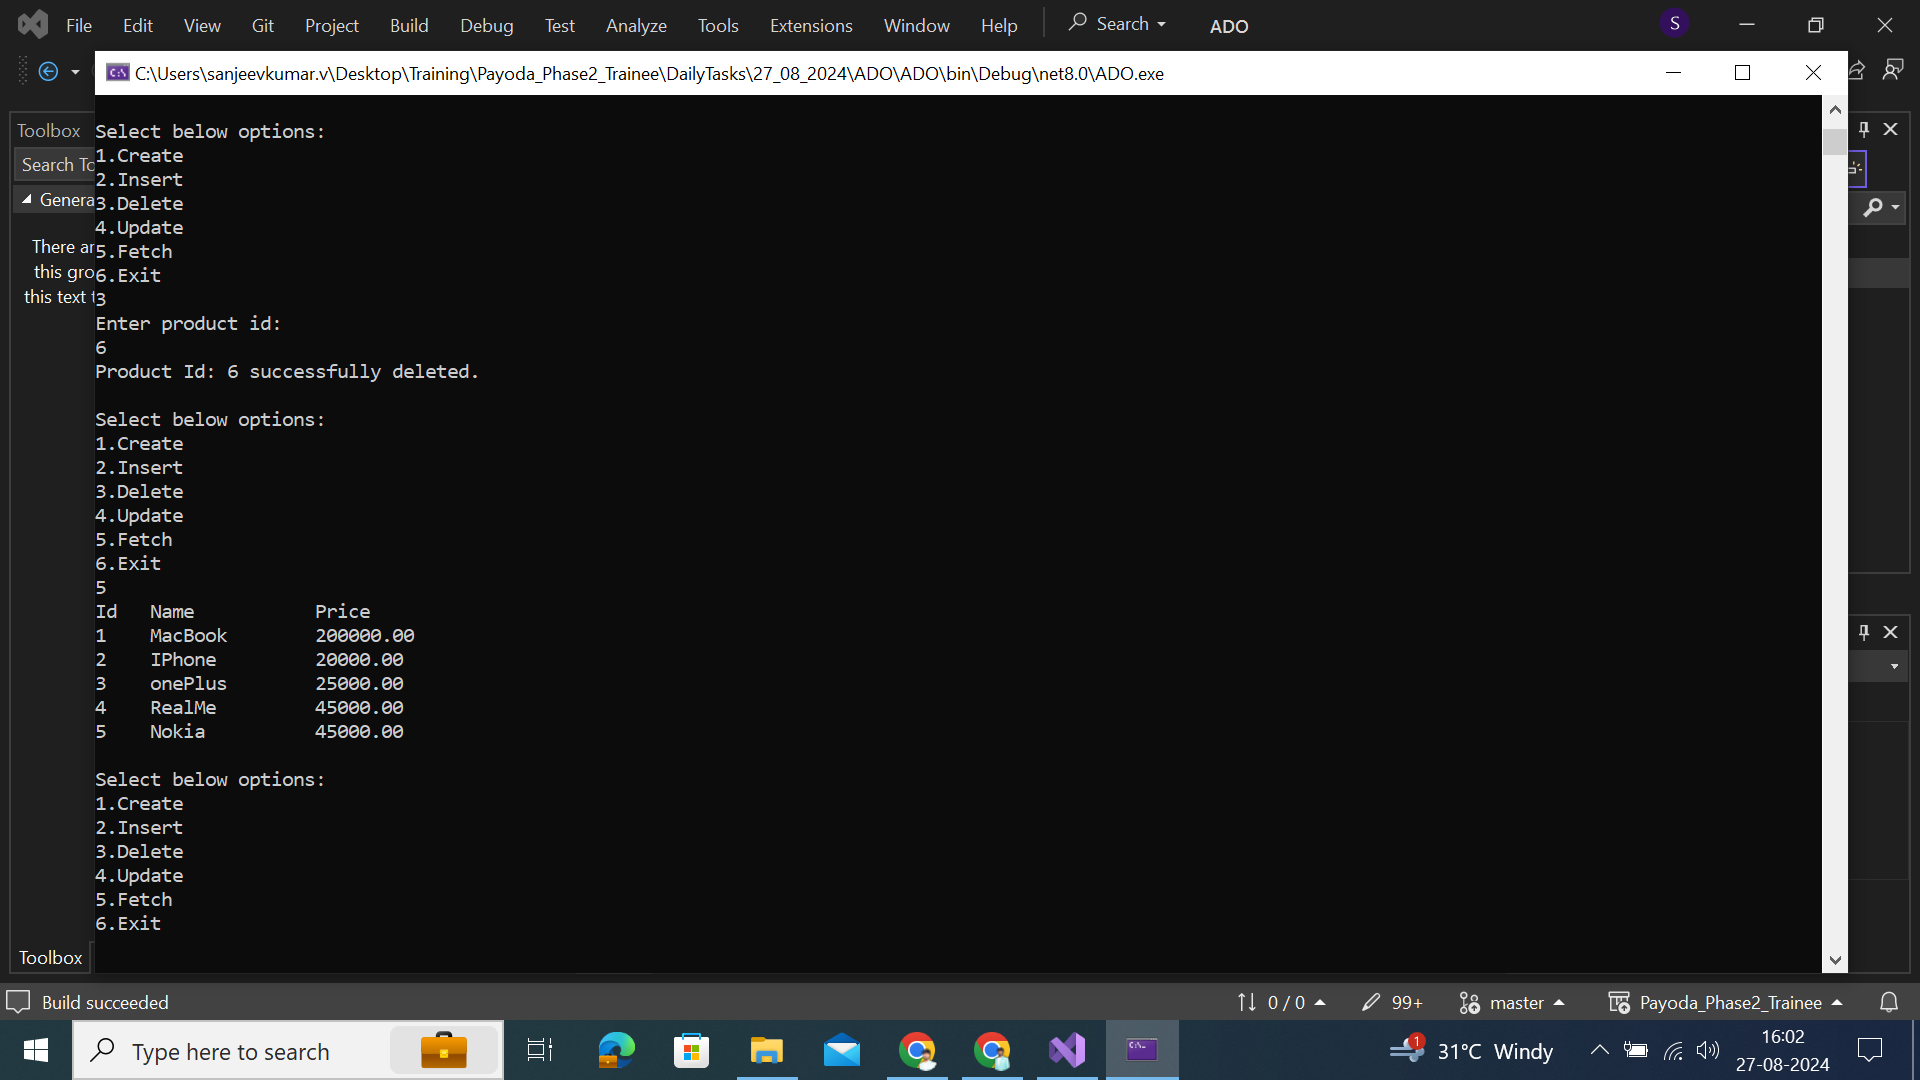 File Edit View Git Project Build Debug Test Analyze Tools Extensions Window Help Search ADO S
C:\Users\sanjeevkumar.v\Desktop\Training\Payoda_Phase2_Trainee\DailyTasks\27_08_2024\ADO\ADO\bin\Debug\net8.0\ADO.exe
Toolbox
Search To
Genera
There ar
this gro
this text t
Select below options:
1.Create
2.Insert
3.Delete
4.Update
5.Fetch
6.Exit
3
Enter product id:
6
Product Id: 6 successfully deleted.
Select below options:
1.Create
2.Insert
3.Delete
4.Update
5.Fetch
6.Exit
5
Id Name Price
1 MacBook 200000.00
2 IPhone 20000.00
3 onePlus 25000.00
4 RealMe 45000.00
5 Nokia 45000.00
Select below options:
1.Create
2.Insert
3.Delete
4.Update
5.Fetch
6.Exit
Toolbox
Build succeeded 0 / 0 99+ master Payoda_Phase2_Trainee
Type here to search 1 31°C Windy 16:02
27-08-2024